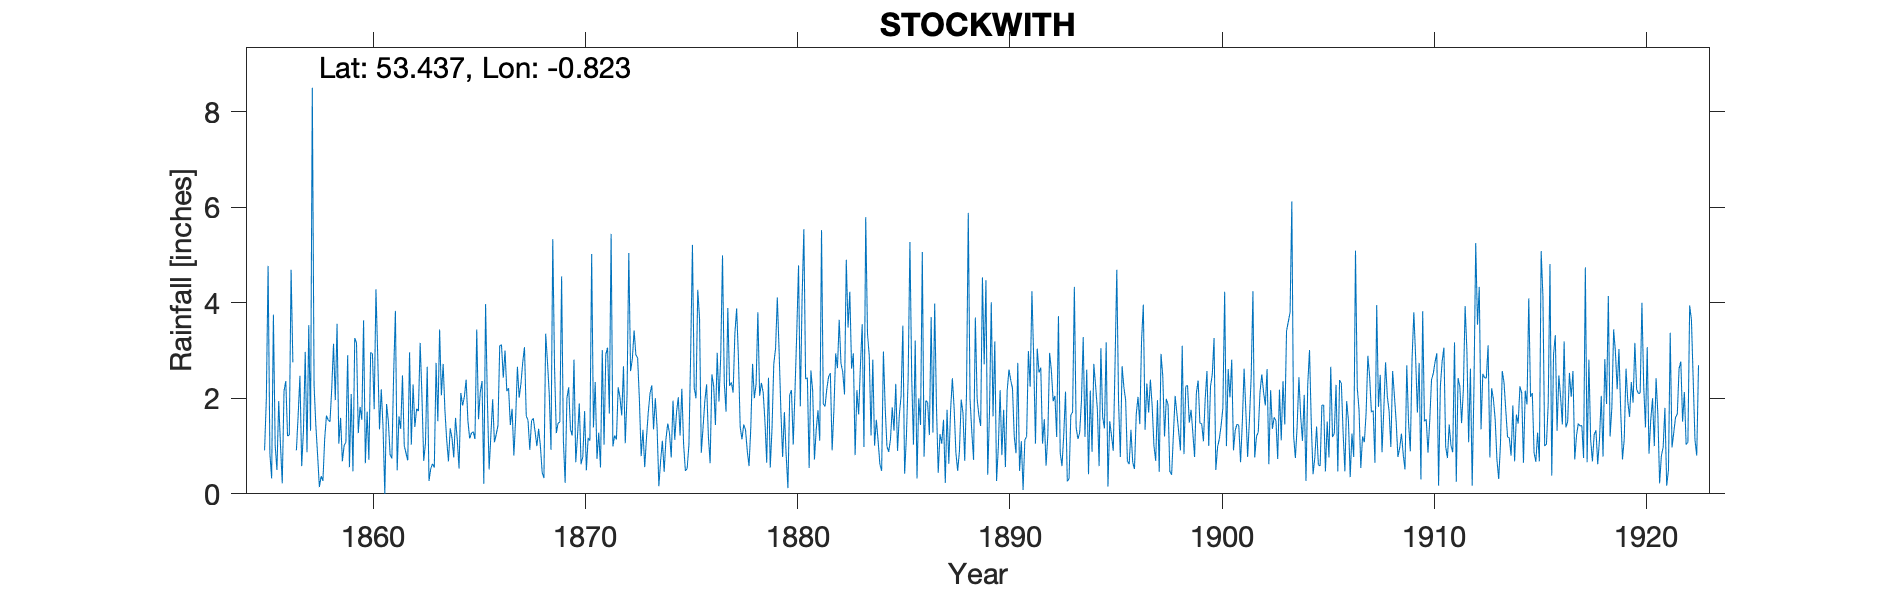 STOCKWITH
Lat: 53.437, Lon: -0.823
Rainfall [inches]
8
6
4
2
0
1860 1870 1880 1890 1900 1910 1920
Year